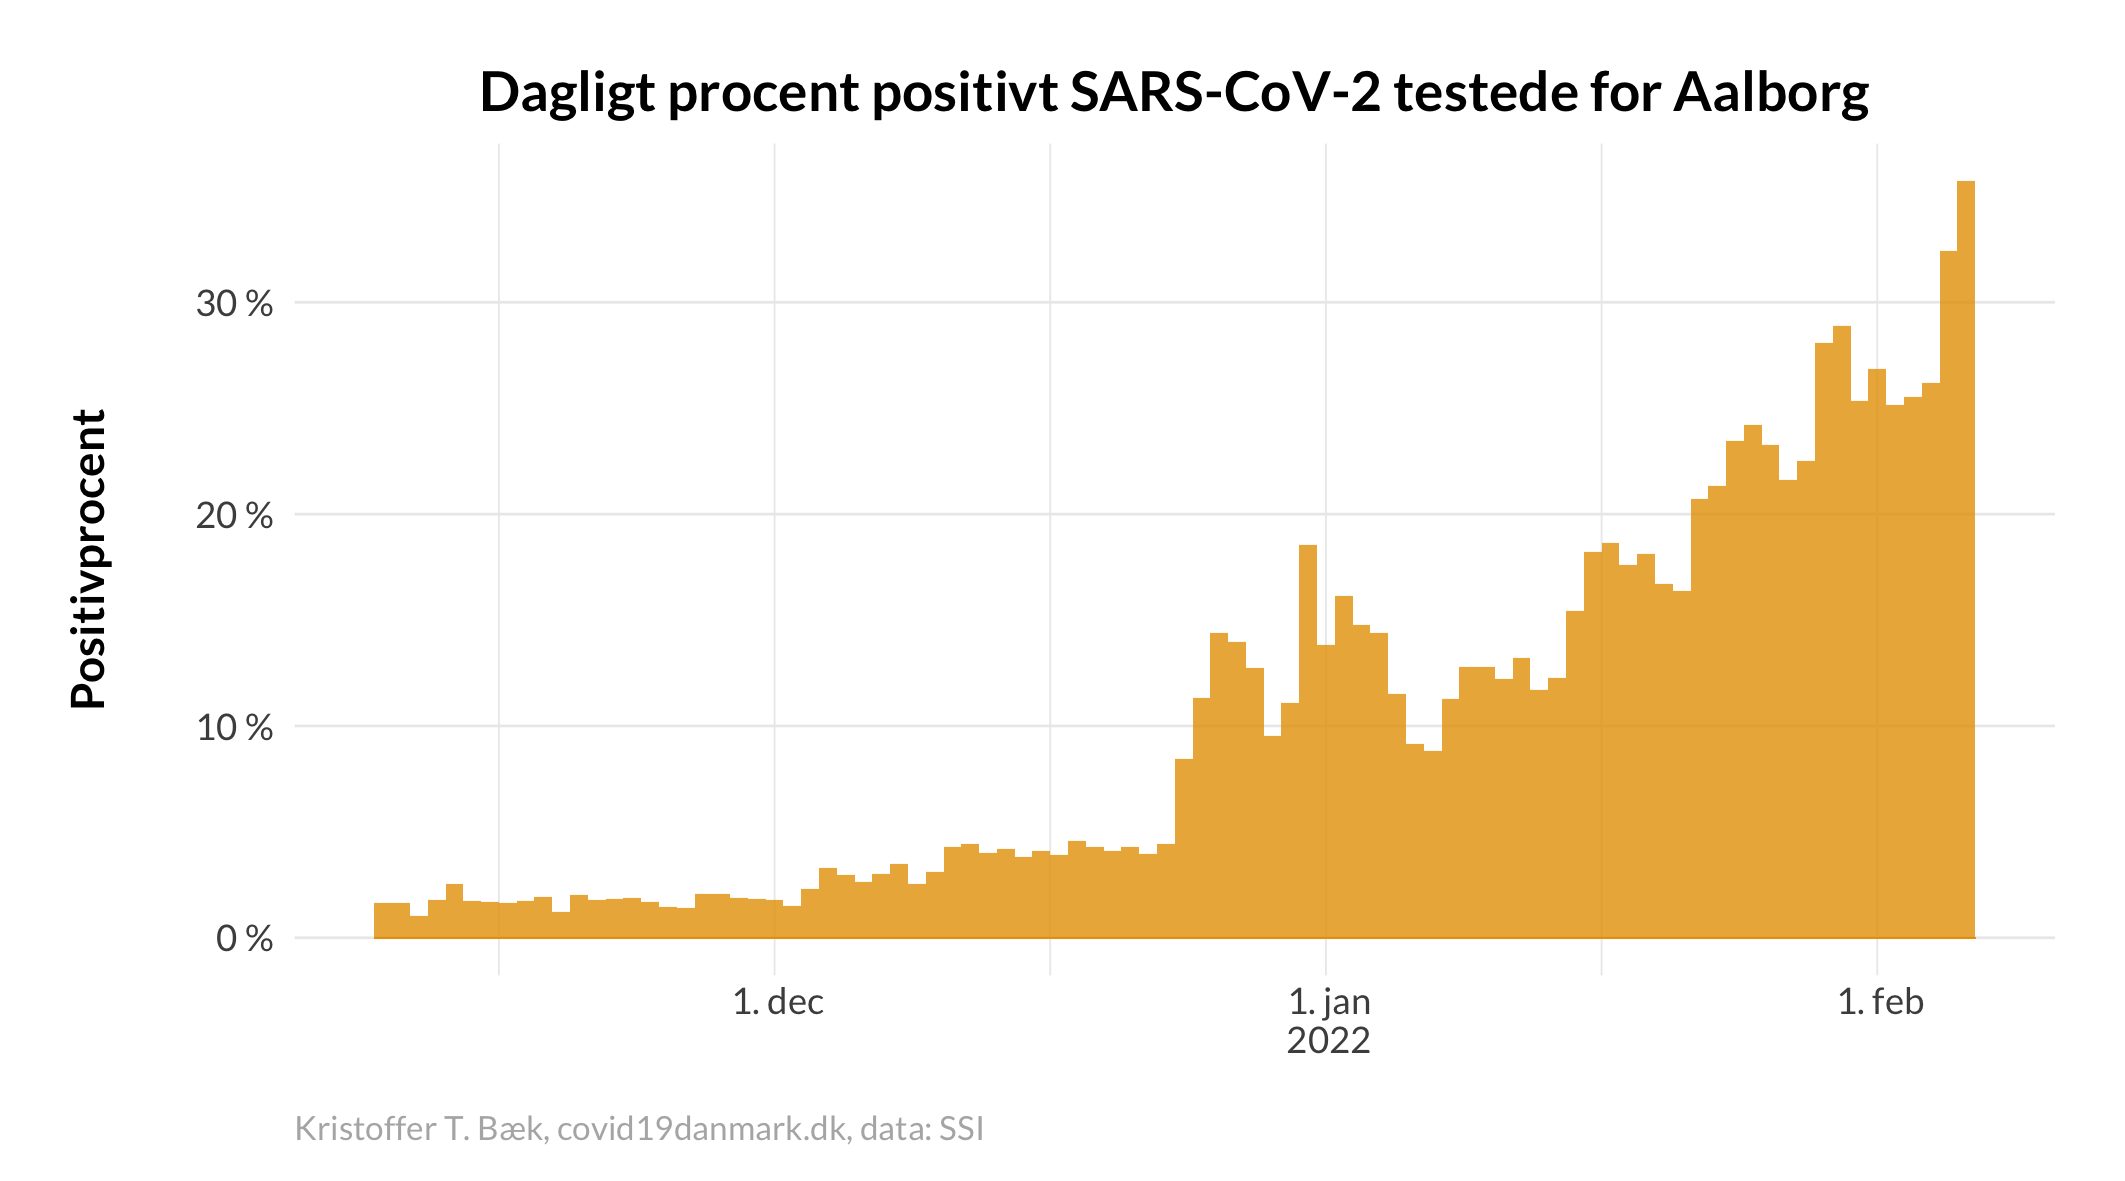 Dagligt procent positivt SARS-CoV-2 testede for Aalborg
Positivprocent
30 %
20 %
10 %
0 %
1. dec
1. jan
2022
1. feb
Kristoffer T. Bæk, covid19danmark.dk, data: SSI